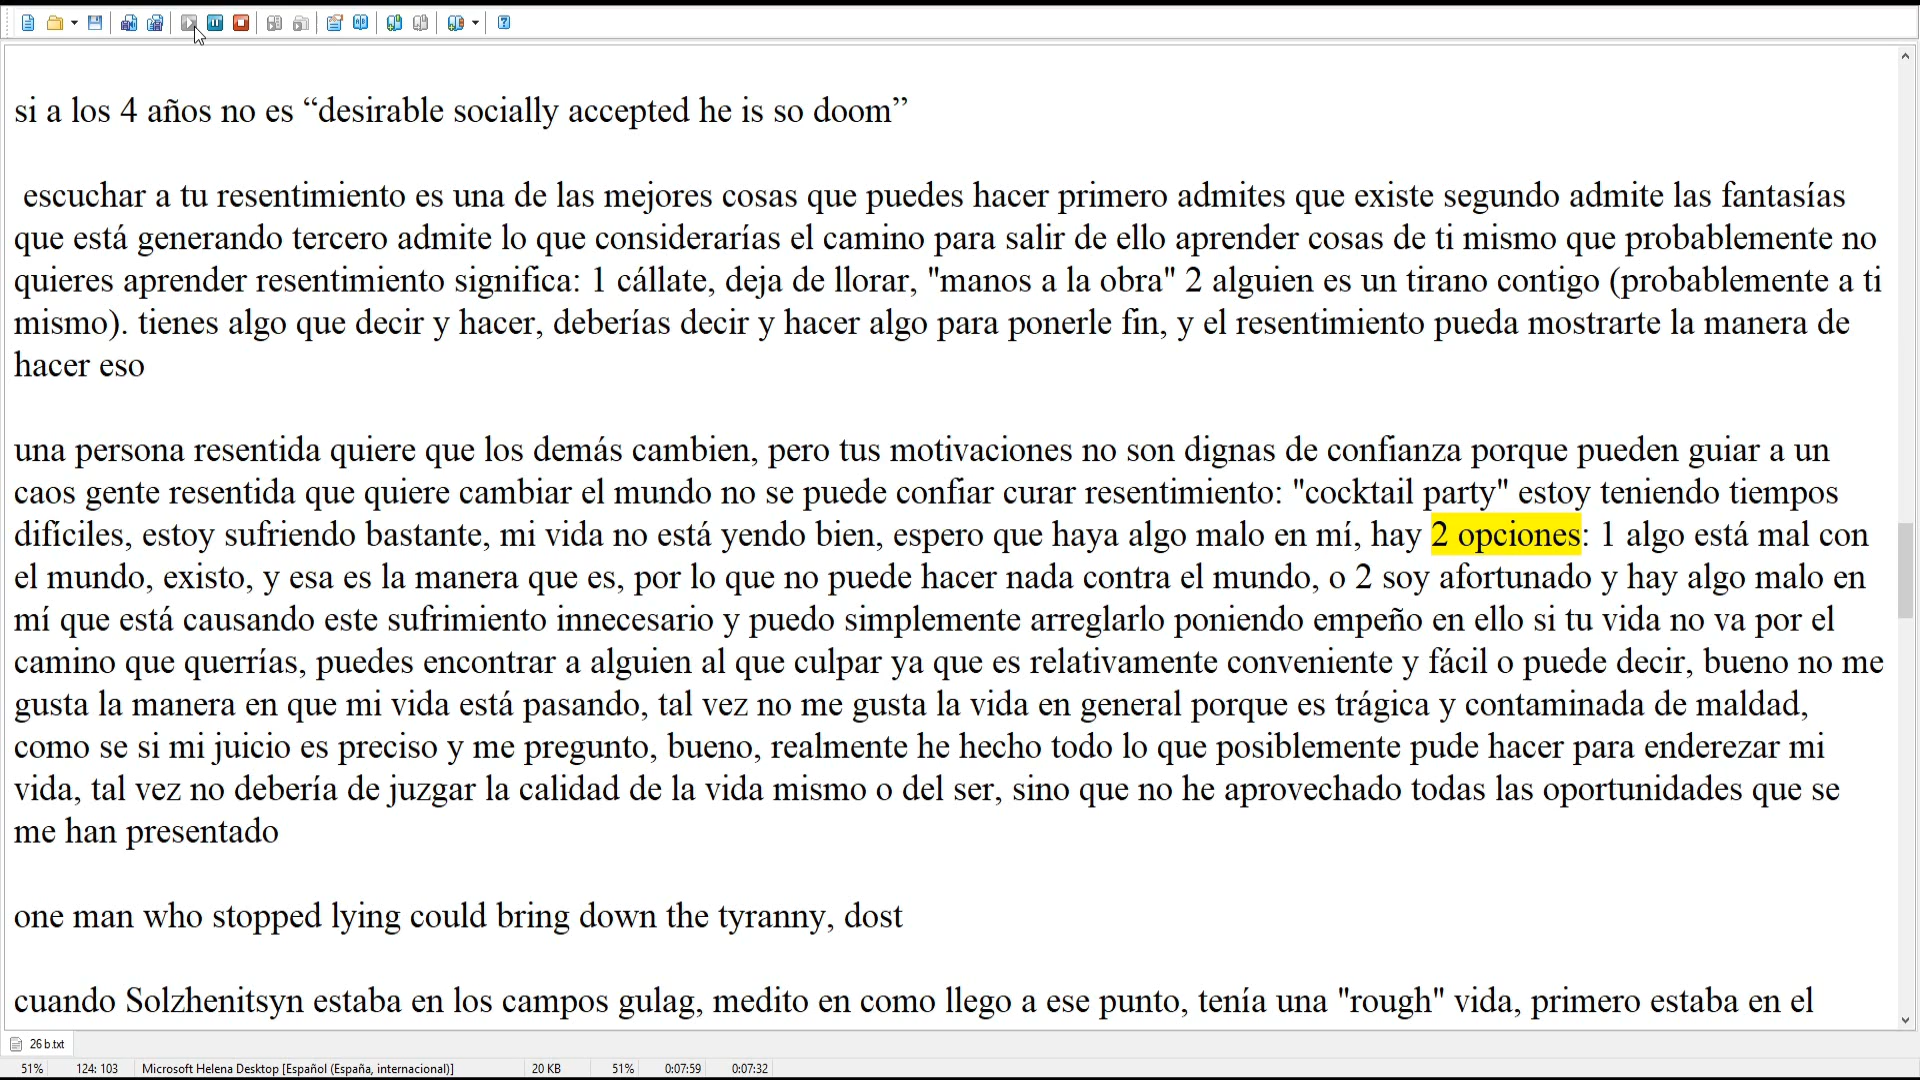 si a los 4 años no es “desirable socially accepted he is so doom”
escuchar a tu resentimiento es una de las mejores cosas que puedes hacer primero admites que existe segundo admite las fantasías
que está generando tercero admite lo que considerarías el camino para salir de ello aprender cosas de ti mismo que probablemente no
quieres aprender resentimiento significa: 1 cállate, deja de llorar, "manos a la obra" 2 alguien es un tirano contigo (probablemente a ti
mismo). tienes algo que decir y hacer, deberías decir y hacer algo para ponerle fin, y el resentimiento pueda mostrarte la manera de
hacer eso
una persona resentida quiere que los demás cambien, pero tus motivaciones no son dignas de confianza porque pueden guiar a un
caos gente resentida que quiere cambiar el mundo no se puede confiar curar resentimiento: "cocktail party" estoy teniendo tiempos
difíciles, estoy sufriendo bastante, mi vida no está yendo bien, espero que haya algo malo en mí, hay 2 opciones: 1 algo está mal con
el mundo, existo, y esa es la manera que es, por lo que no puede hacer nada contra el mundo, o 2 soy afortunado y hay algo malo en
mí que está causando este sufrimiento innecesario y puedo simplemente arreglarlo poniendo empeño en ello si tu vida no va por el
camino que querrías, puedes encontrar a alguien al que culpar ya que es relativamente conveniente y fácil o puede decir, bueno no me
gusta la manera en que mi vida está pasando, tal vez no me gusta la vida en general porque es trágica y contaminada de maldad,
como se si mi juicio es preciso y me pregunto, bueno, realmente he hecho todo lo que posiblemente pude hacer para enderezar mi
vida, tal vez no debería de juzgar la calidad de la vida mismo o del ser, sino que no he aprovechado todas las oportunidades que se
me han presentado
one man who stopped lying could bring down the tyranny, dost
cuando Solzhenitsyn estaba en los campos gulag, medito en como llego a ese punto, tenía una "rough" vida, primero estaba en el
26 b.txt
51% 124: 103 Microsoft Helena Desktop [Español (España, internacional)] 20 KB 51% 0:07:59 0:07:32